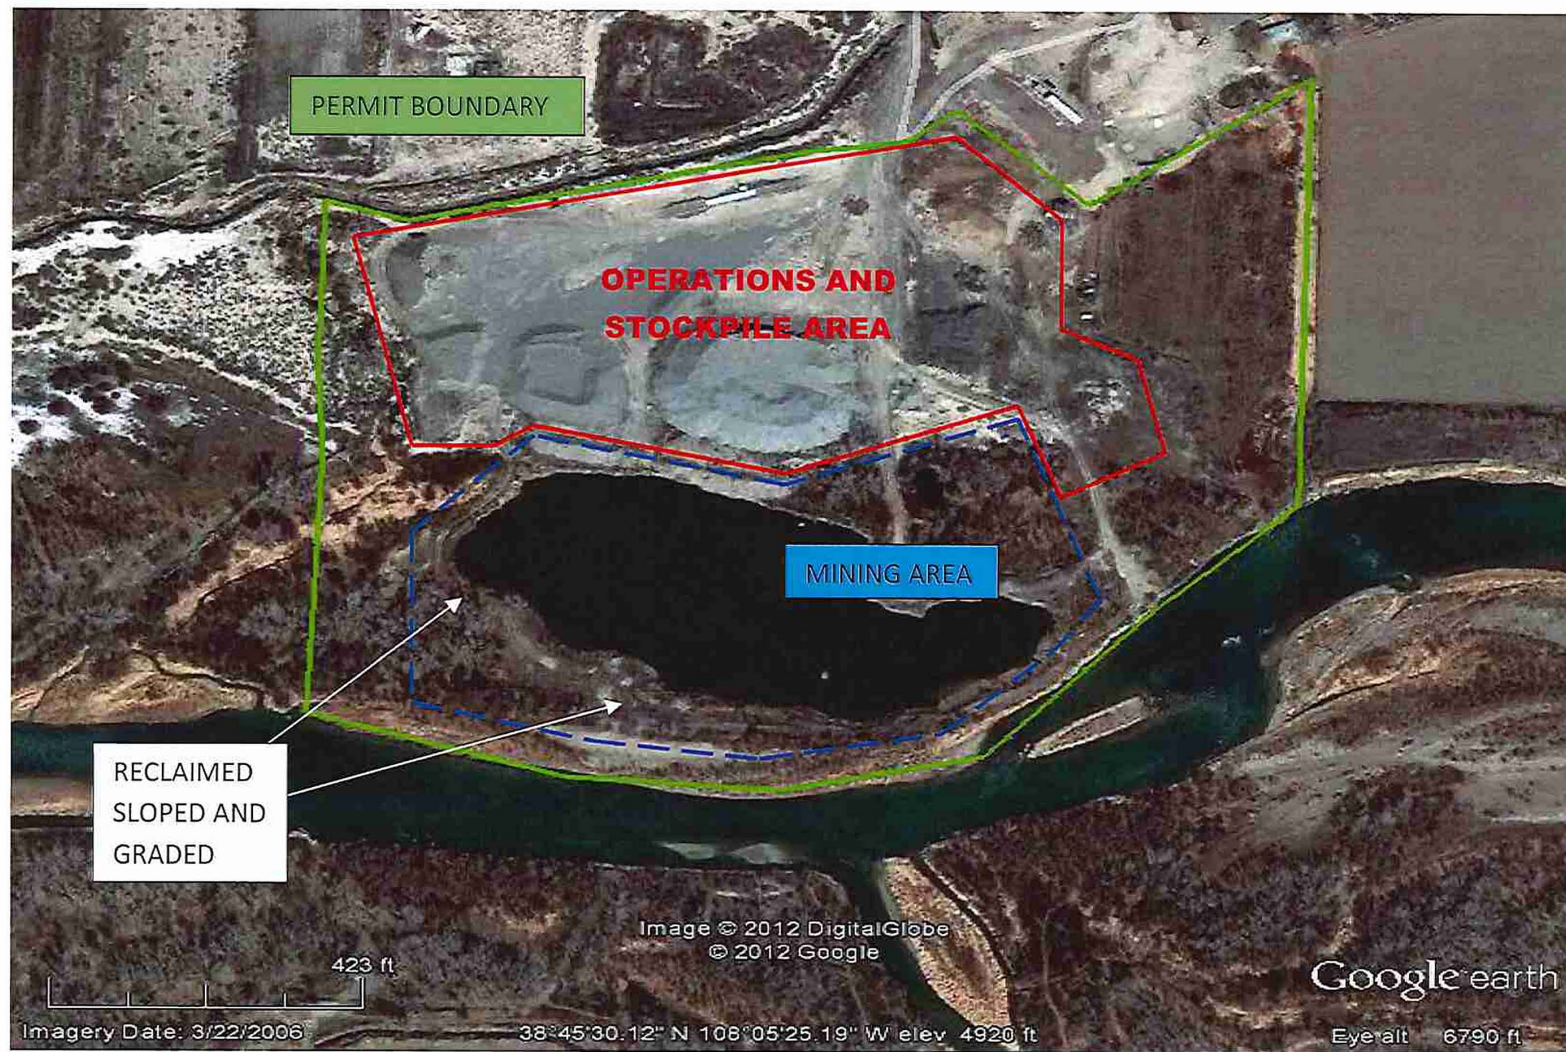 PERMIT BOUNDARY
OPERATIONS AND
STOCKPILE AREA
MINING AREA
RECLAIMED
SLOPED AND
GRADED
Image © 2012 DigitalGlobe
© 2012 Google
423 ft
Google earth
Imagery Date: 3/22/2006
38°45'30.12" N 108°05'25.19" W elev 4920 ft
Eye alt 6790 ft